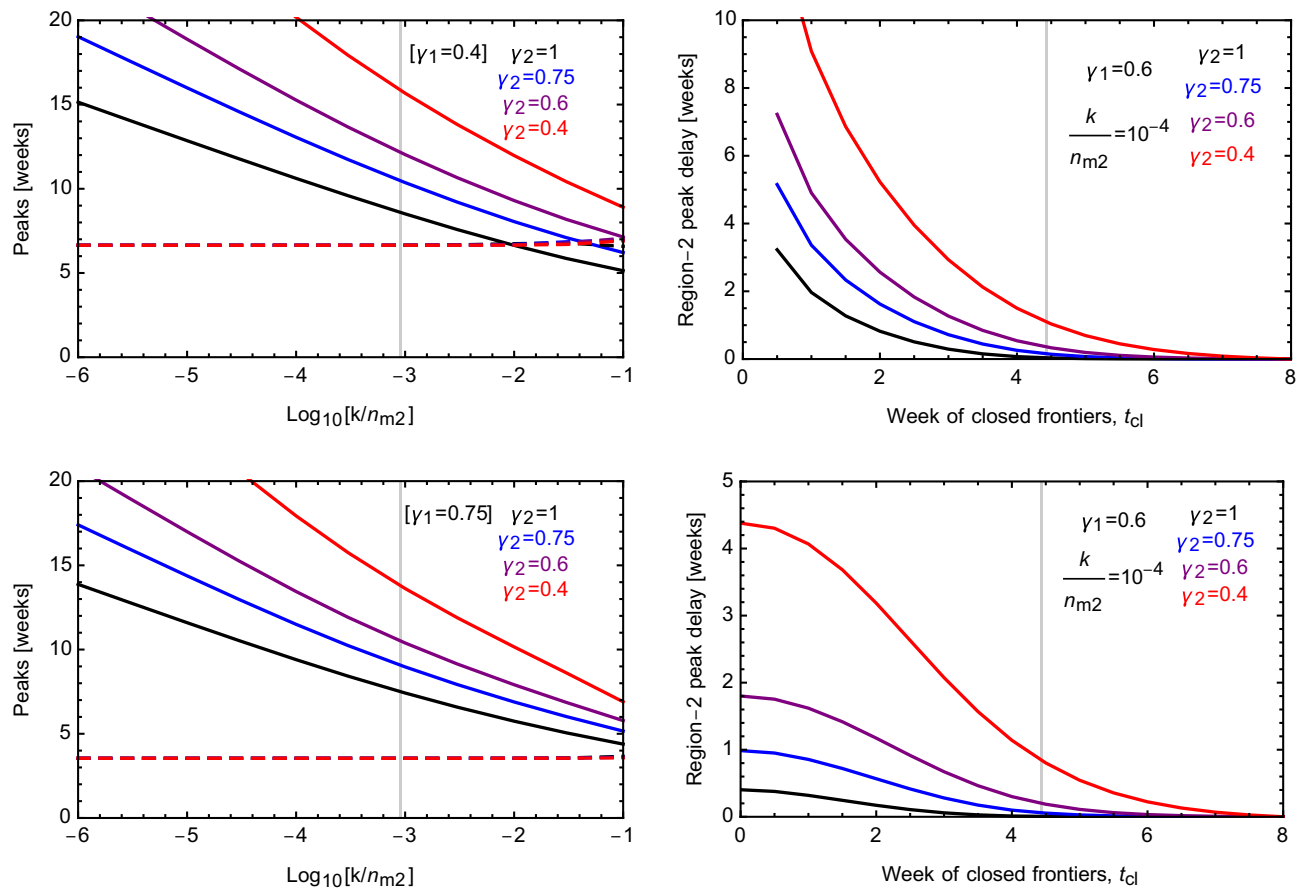 Peaks [weeks]
20
15
10
5
0
[γ1=0.4] γ2=1
γ2=0.75
γ2=0.6
γ2=0.4
−6 −5 −4 −3 −2 −1
Log10[k/nm2]
Region−2 peak delay [weeks]
10
8
6
4
2
0
γ1=0.6 γ2=1
γ2=0.75
k/nm2 =10−4 γ2=0.6
γ2=0.4
0 2 4 6 8
Week of closed frontiers, tcl
Peaks [weeks]
20
15
10
5
0
[γ1=0.75] γ2=1
γ2=0.75
γ2=0.6
γ2=0.4
−6 −5 −4 −3 −2 −1
Log10[k/nm2]
Region−2 peak delay [weeks]
5
4
3
2
1
0
γ1=0.6 γ2=1
γ2=0.75
k/nm2 =10−4 γ2=0.6
γ2=0.4
0 2 4 6 8
Week of closed frontiers, tcl